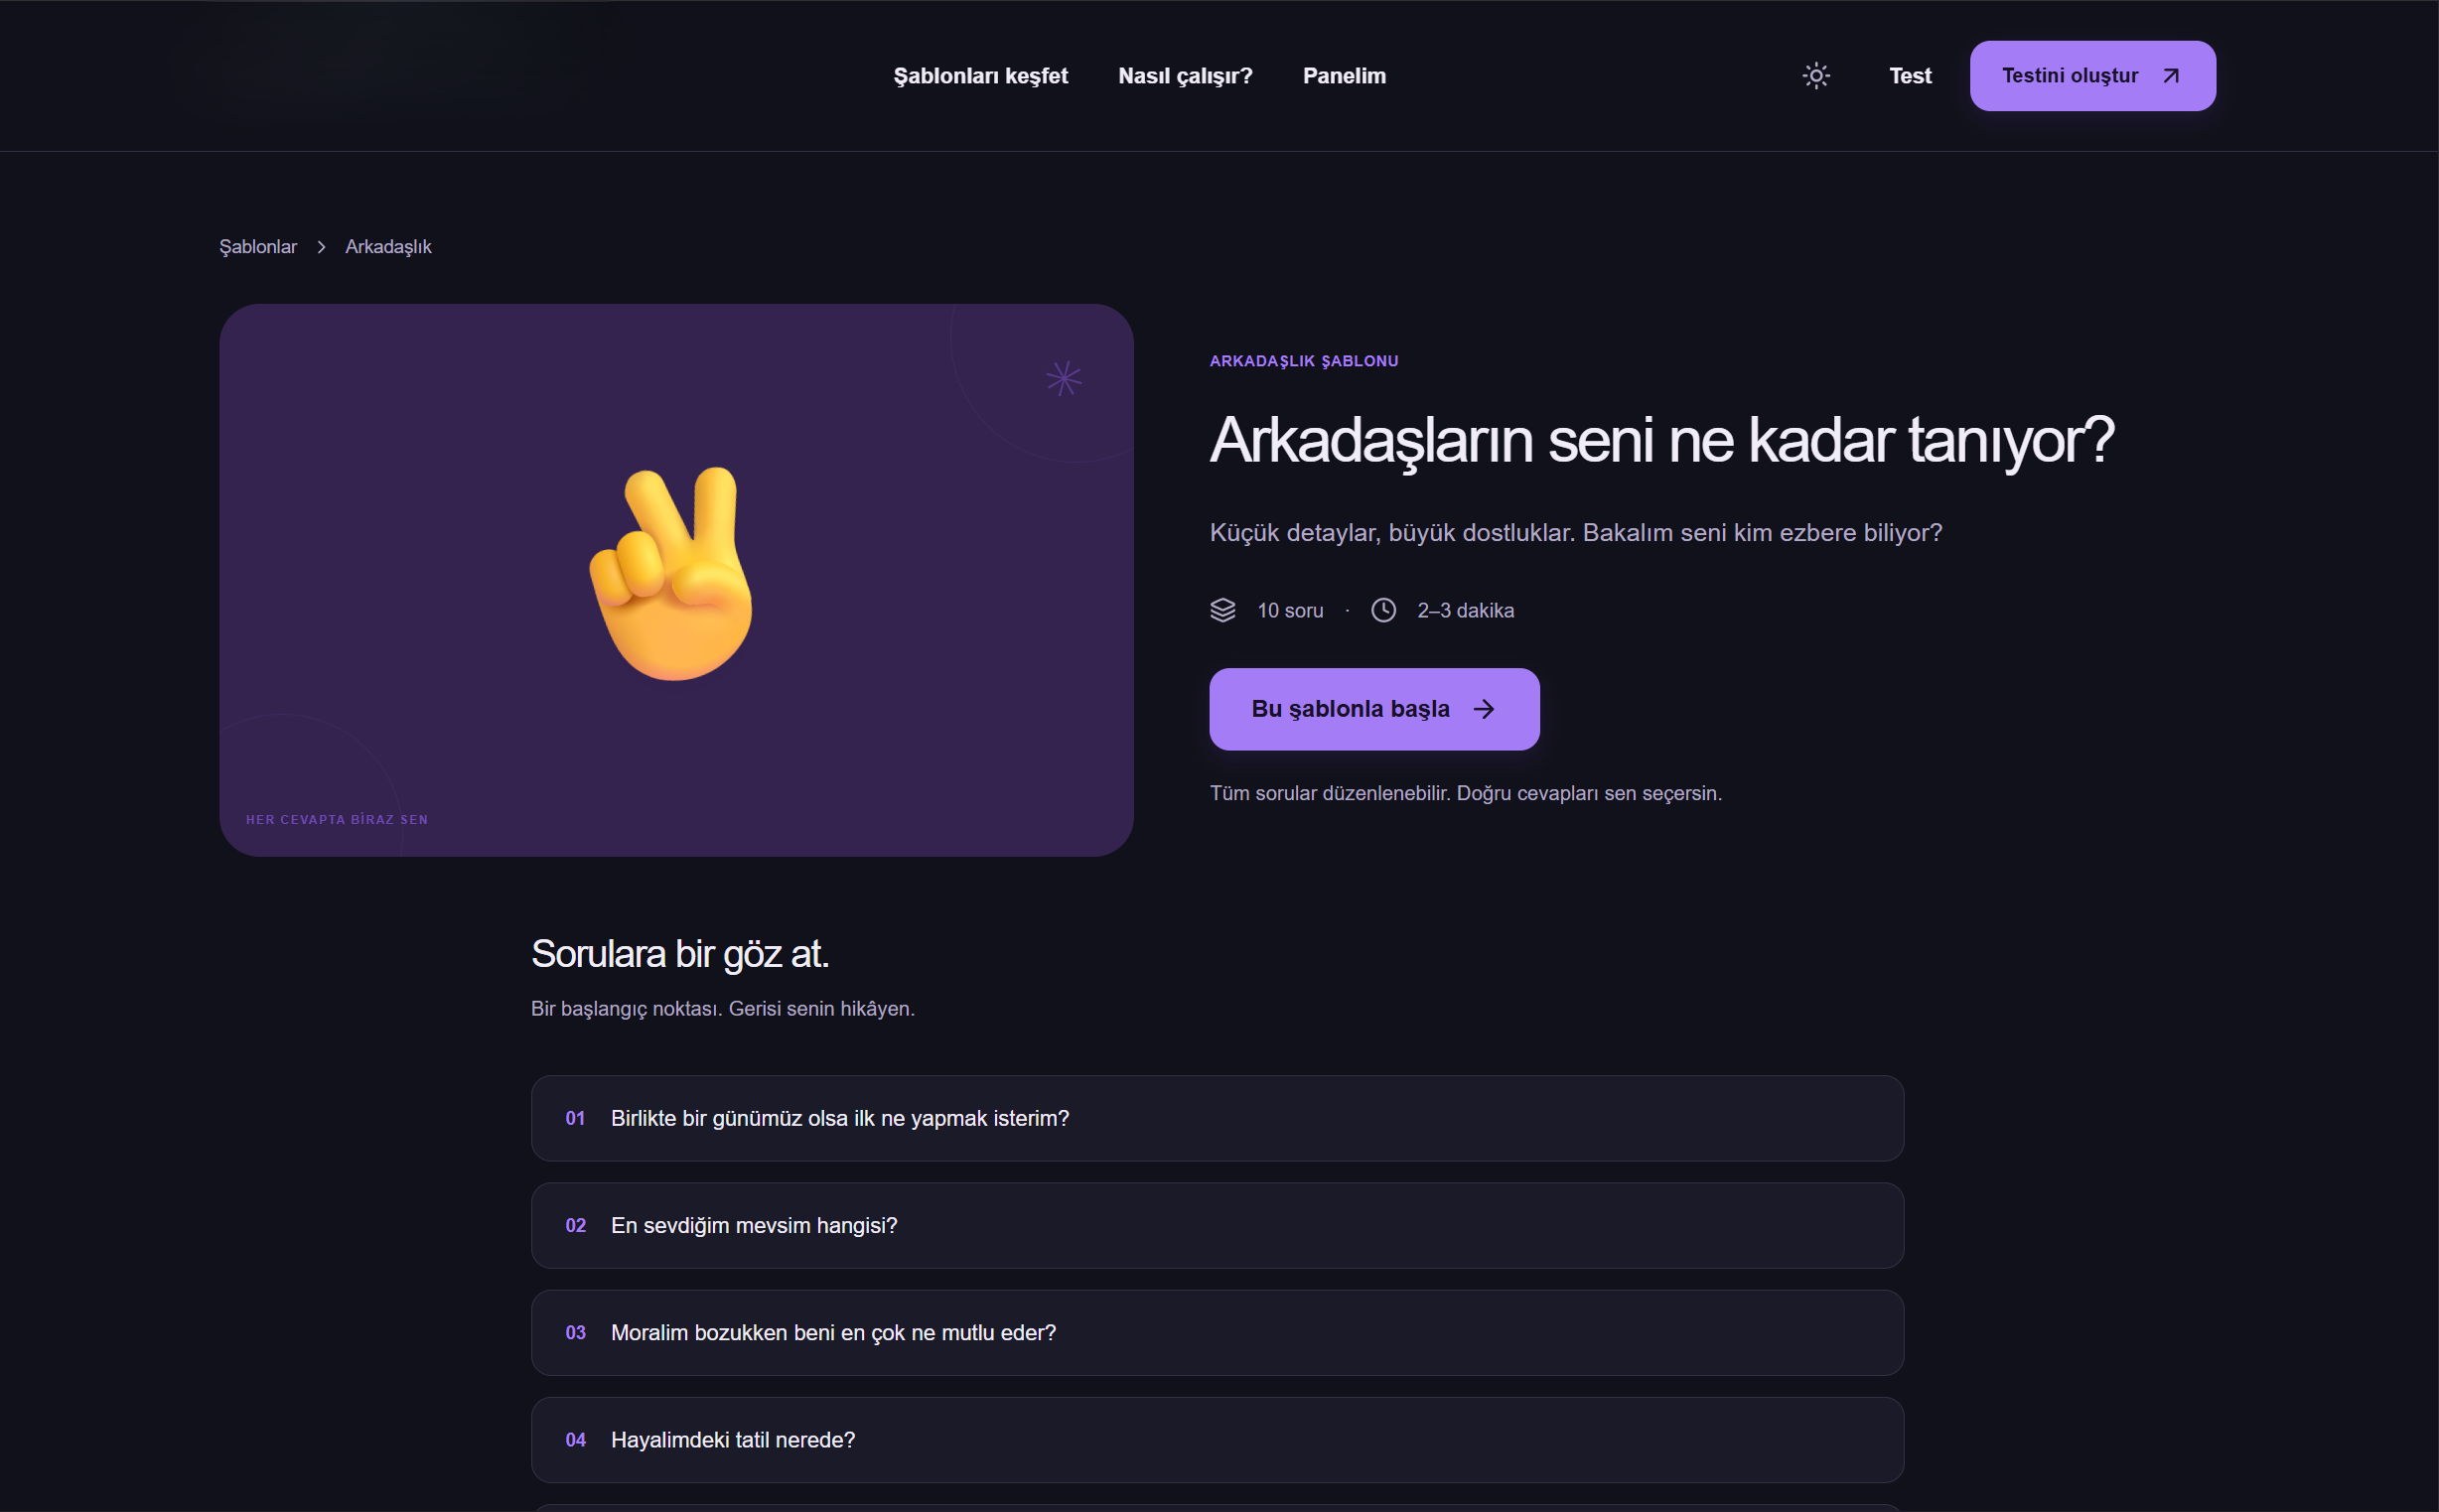 Şablonları keşfet
Nasıl çalışır?
Panelim
Test
Testini oluştur
Şablonlar
Arkadaşlık
HER CEVAPTA BİRAZ SEN
ARKADAŞLIK ŞABLONU
Arkadaşların seni ne kadar tanıyor?
Küçük detaylar, büyük dostluklar. Bakalım seni kim ezbere biliyor?
10 soru · 2–3 dakika
Bu şablonla başla
Tüm sorular düzenlenebilir. Doğru cevapları sen seçersin.
Sorulara bir göz at.
Bir başlangıç noktası. Gerisi senin hikâyen.
01 Birlikte bir günümüz olsa ilk ne yapmak isterim?
02 En sevdiğim mevsim hangisi?
03 Moralim bozukken beni en çok ne mutlu eder?
04 Hayalimdeki tatil nerede?